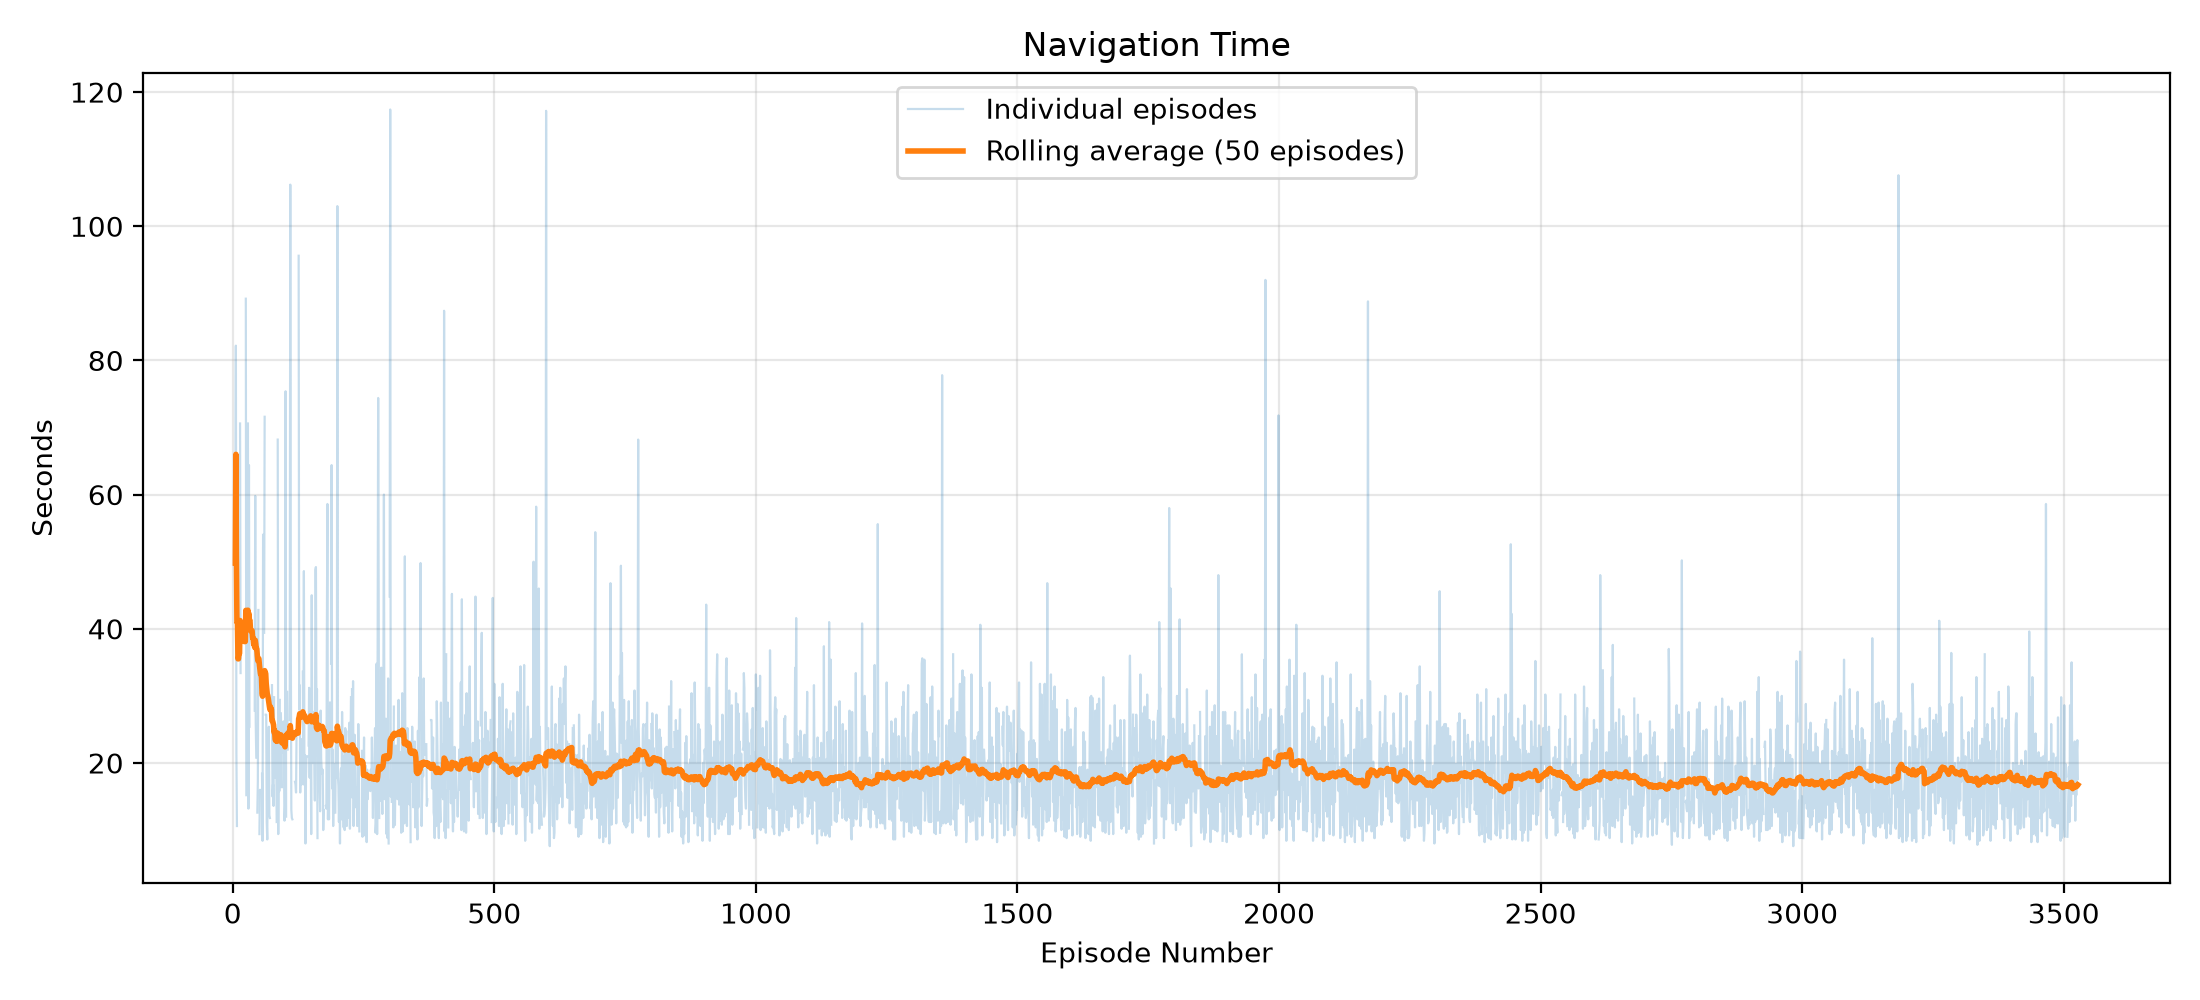 Navigation Time
120
100
80
60
40
20
Seconds
Individual episodes
Rolling average (50 episodes)
0 500 1000 1500 2000 2500 3000 3500
Episode Number